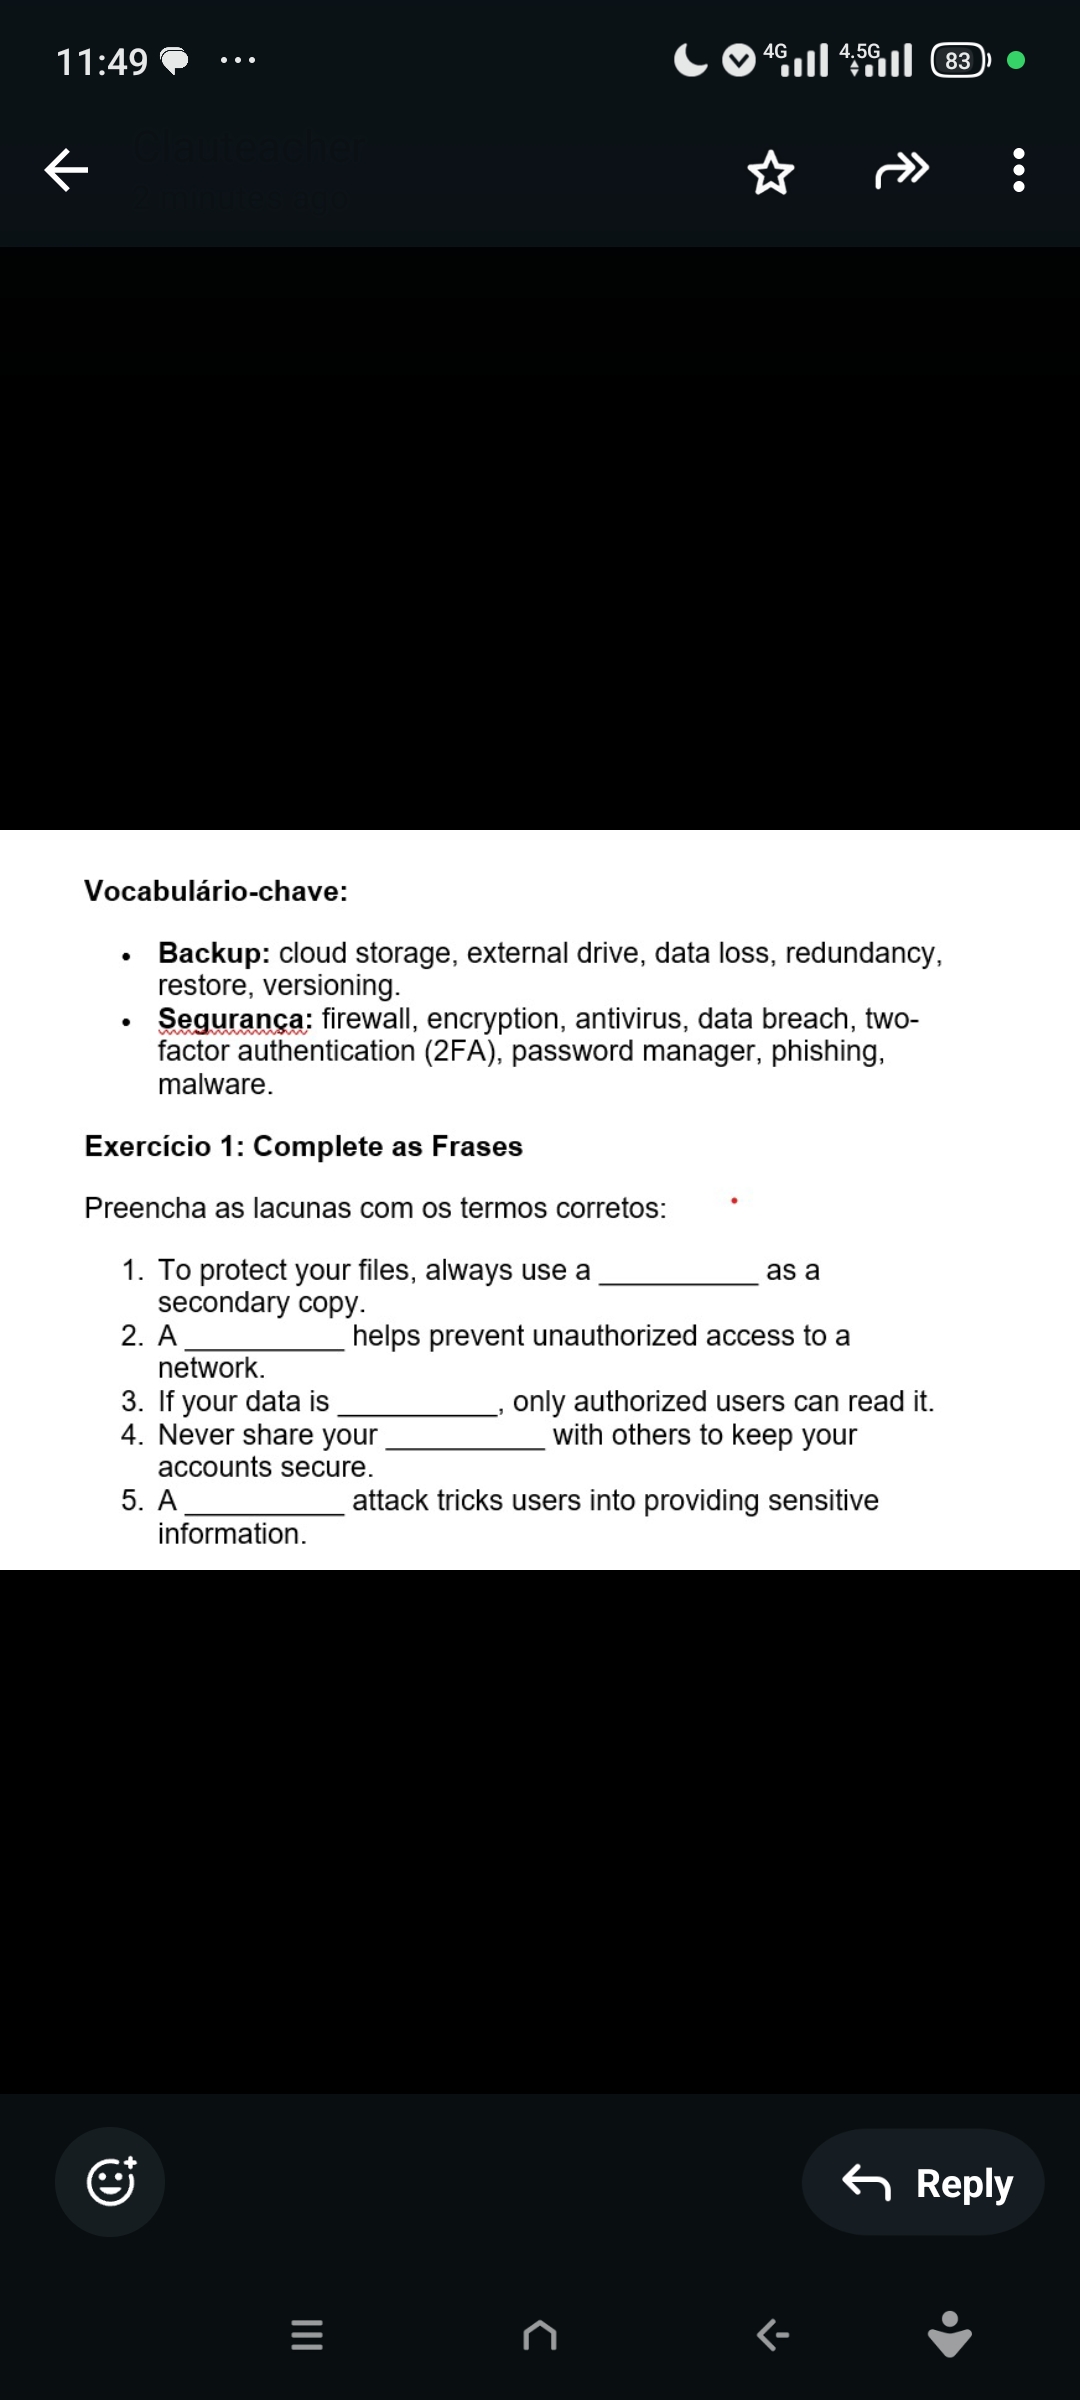 11:49 ... 4G 4.5G 83
Vocabulário-chave:
• Backup: cloud storage, external drive, data loss, redundancy,
restore, versioning.
• Segurança: firewall, encryption, antivirus, data breach, two-
factor authentication (2FA), password manager, phishing,
malware.
Exercício 1: Complete as Frases
Preencha as lacunas com os termos corretos:
1. To protect your files, always use a __________ as a
secondary copy.
2. A __________ helps prevent unauthorized access to a
network.
3. If your data is __________, only authorized users can read it.
4. Never share your __________ with others to keep your
accounts secure.
5. A __________ attack tricks users into providing sensitive
information.
Reply